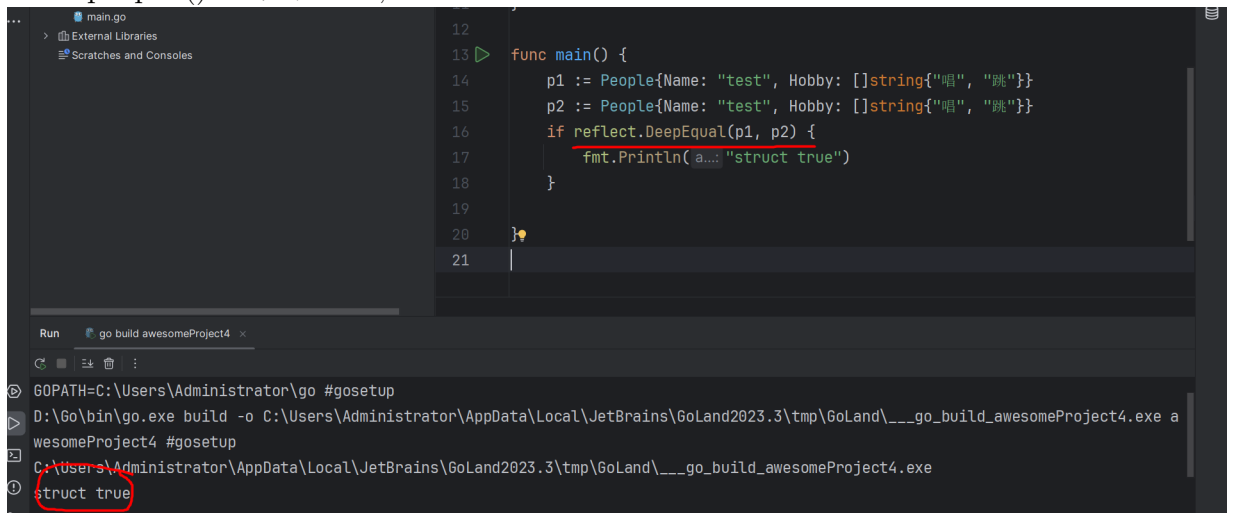 main.go
External Libraries
Scratches and Consoles
12
13 func main() {
14 p1 := People{Name: "test", Hobby: []string{"唱", "跳"}}
15 p2 := People{Name: "test", Hobby: []string{"唱", "跳"}}
16 if reflect.DeepEqual(p1, p2) {
17 fmt.Println( a...: "struct true")
18 }
19
20 }
21
Run go build awesomeProject4 ×
GOPATH=C:\Users\Administrator\go #gosetup
D:\Go\bin\go.exe build -o C:\Users\Administrator\AppData\Local\JetBrains\GoLand2023.3\tmp\GoLand\___go_build_awesomeProject4.exe a
wesomeProject4 #gosetup
C:\Users\Administrator\AppData\Local\JetBrains\GoLand2023.3\tmp\GoLand\___go_build_awesomeProject4.exe
struct true